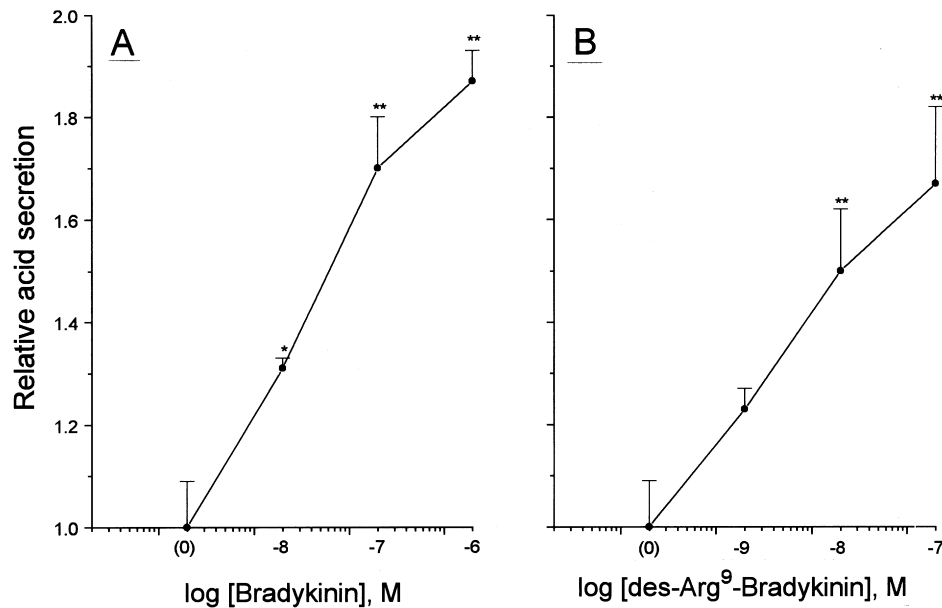 A
B
Relative acid secretion
2.0
1.8
1.6
1.4
1.2
1.0
*
**
**
**
**
(0) -8 -7 -6
(0) -9 -8 -7
log [Bradykinin], M
log [des-Arg⁹-Bradykinin], M